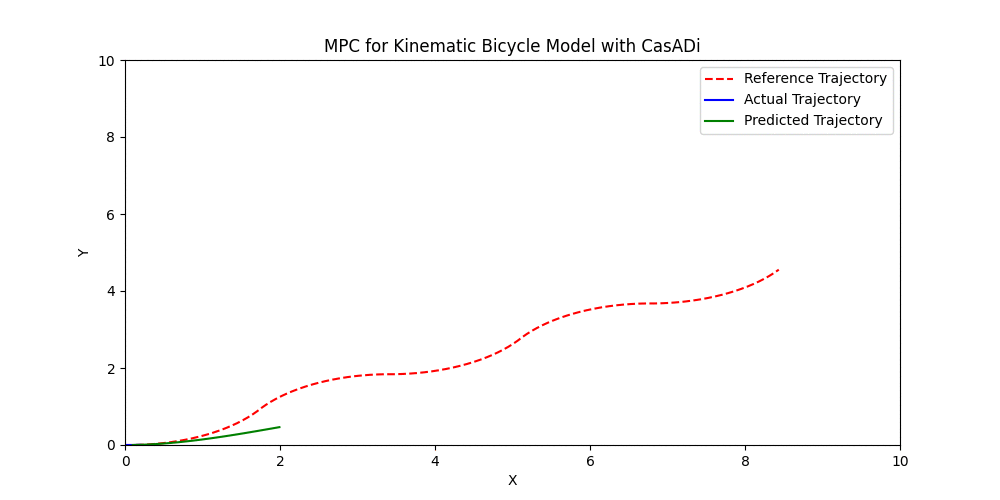 MPC for Kinematic Bicycle Model with CasADi
Reference Trajectory
Actual Trajectory
Predicted Trajectory
10
8
6
4
2
0
Y
0 2 4 6 8 10
X